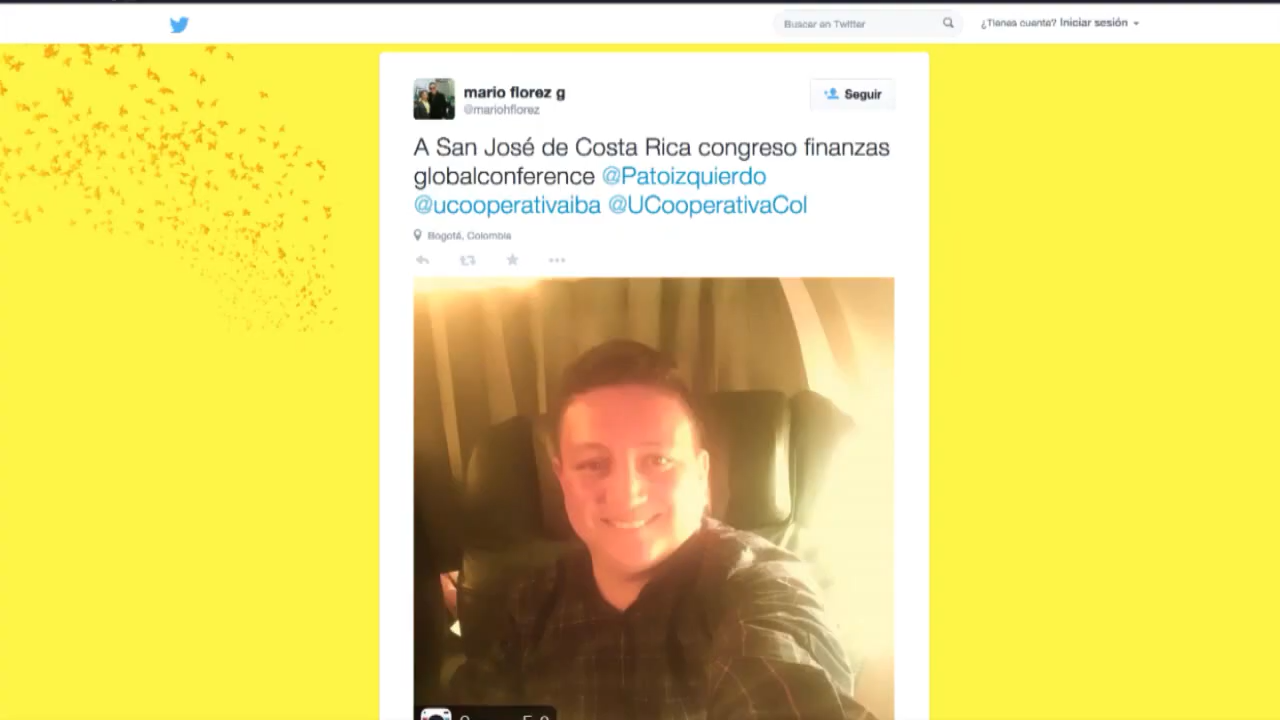 Buscar en Twitter
¿Tienes cuenta? Iniciar sesión
mario florez g
@mariohflorez
Seguir
A San José de Costa Rica congreso finanzas
globalconference @Patoizquierdo
@ucooperativaiba @UCooperativaCol
Bogotá, Colombia